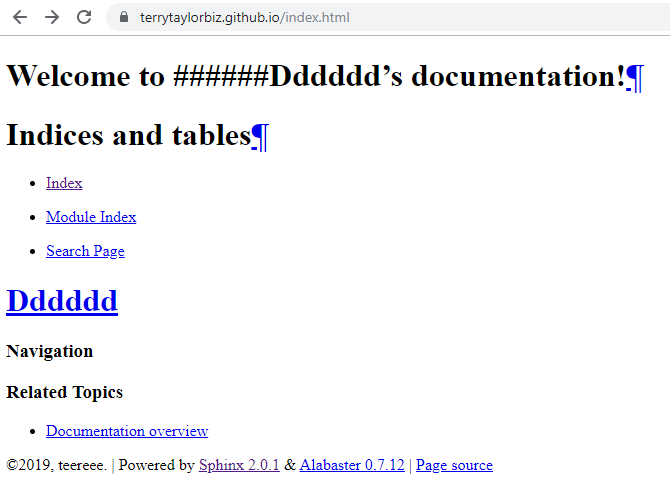 terrytaylorbiz.github.io/index.html
Welcome to ######Dddddd’s documentation!¶
Indices and tables¶
Index
Module Index
Search Page
Dddddd
Navigation
Related Topics
Documentation overview
©2019, teereee. | Powered by Sphinx 2.0.1 & Alabaster 0.7.12 | Page source